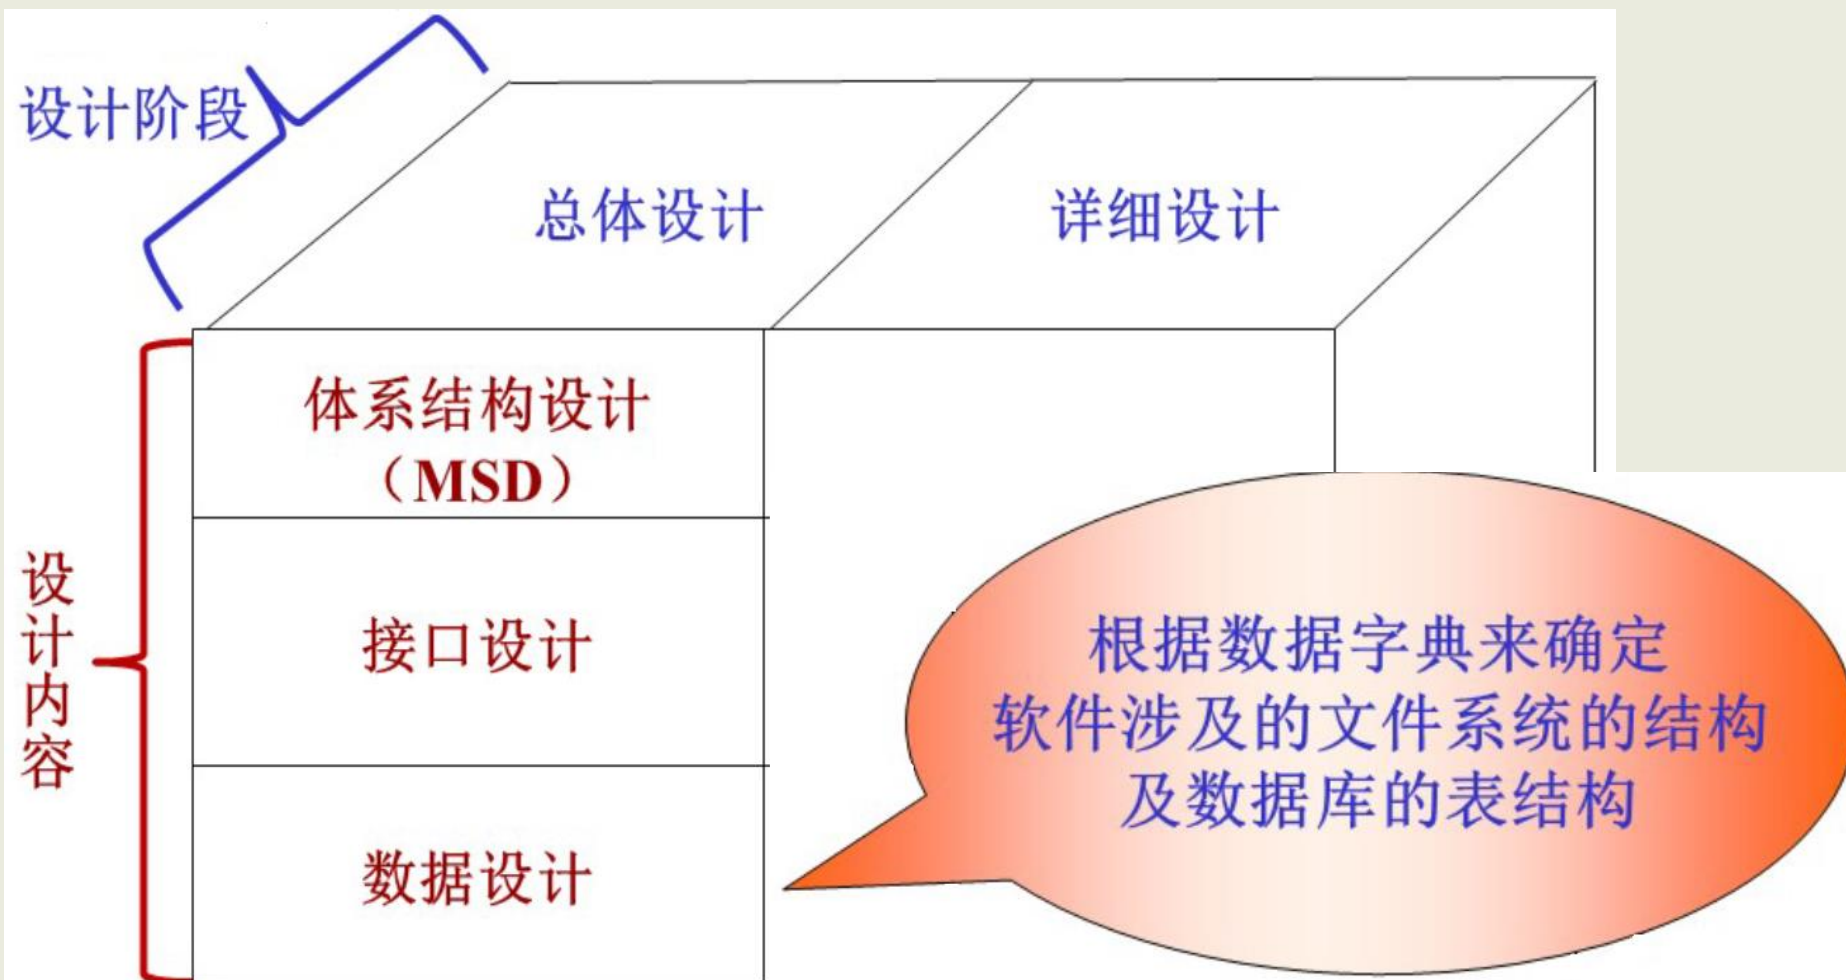 设计阶段
总体设计
详细设计
体系结构设计
（MSD）
设计内容
接口设计
根据数据字典来确定
软件涉及的文件系统的结构
及数据库的表结构
数据设计